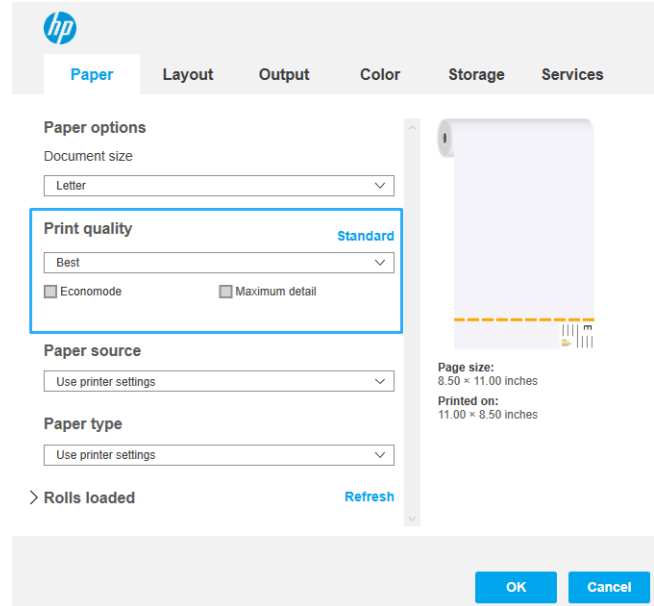 hp
Paper Layout Output Color Storage Services
Paper options
Document size
Letter
Print quality
Standard
Best
Economode Maximum detail
Paper source
Use printer settings
Paper type
Use printer settings
Rolls loaded Refresh
Page size:
8.50 × 11.00 inches
Printed on:
11.00 × 8.50 inches
OK Cancel